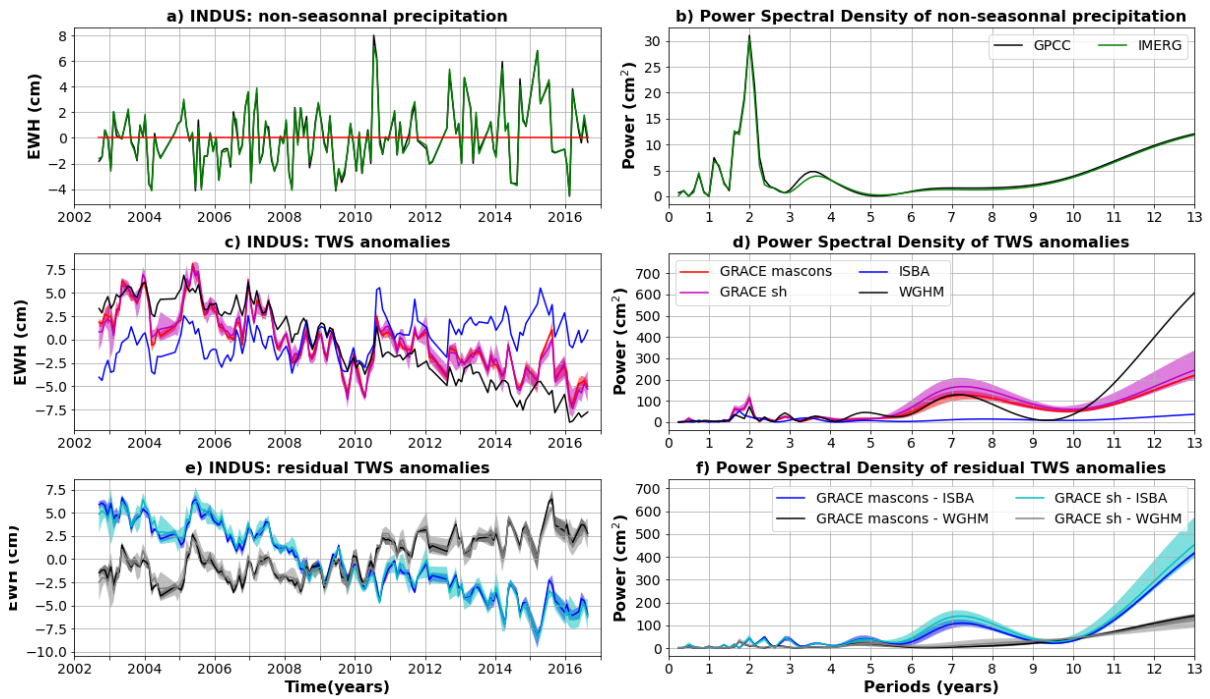 a) INDUS: non-seasonnal precipitation
EWH (cm)
8
6
4
2
0
−2
−4
2002 2004 2006 2008 2010 2012 2014 2016
b) Power Spectral Density of non-seasonnal precipitation
GPCC IMERG
Power (cm²)
30
25
20
15
10
5
0
0 1 2 3 4 5 6 7 8 9 10 11 12 13
c) INDUS: TWS anomalies
EWH (cm)
7.5
5.0
2.5
0.0
−2.5
−5.0
−7.5
2002 2004 2006 2008 2010 2012 2014 2016
d) Power Spectral Density of TWS anomalies
GRACE mascons ISBA
GRACE sh WGHM
Power (cm²)
700
600
500
400
300
200
100
0
0 1 2 3 4 5 6 7 8 9 10 11 12 13
e) INDUS: residual TWS anomalies
EWH (cm)
7.5
5.0
2.5
0.0
−2.5
−5.0
−7.5
−10.0
2002 2004 2006 2008 2010 2012 2014 2016
Time(years)
f) Power Spectral Density of residual TWS anomalies
GRACE mascons - ISBA GRACE sh - ISBA
GRACE mascons - WGHM GRACE sh - WGHM
Power (cm²)
700
600
500
400
300
200
100
0
0 1 2 3 4 5 6 7 8 9 10 11 12 13
Periods (years)